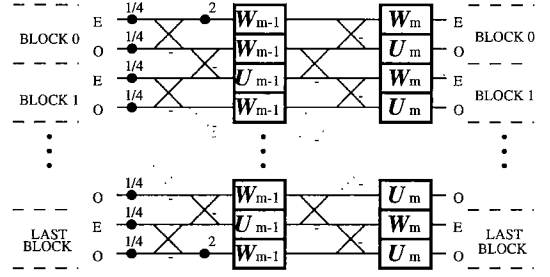 1/4 2
E W m-1 W m E
BLOCK 0 1/4 BLOCK 0
O W m-1 U m O
1/4
E U m-1 W m E
BLOCK 1 1/4 BLOCK 1
O W m-1 U m O
1/4
O W m-1 U m O
1/4
E U m-1 W m E
LAST BLOCK 1/4 2 LAST BLOCK
O W m-1 U m O